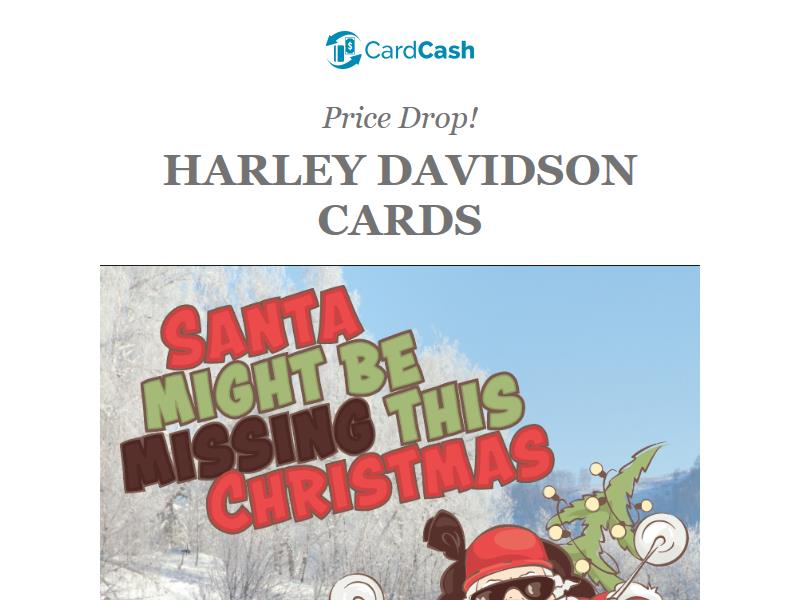 CardCash
Price Drop!
HARLEY DAVIDSON
CARDS
SANTA
MIGHT BE
MISSING THIS
CHRISTMAS